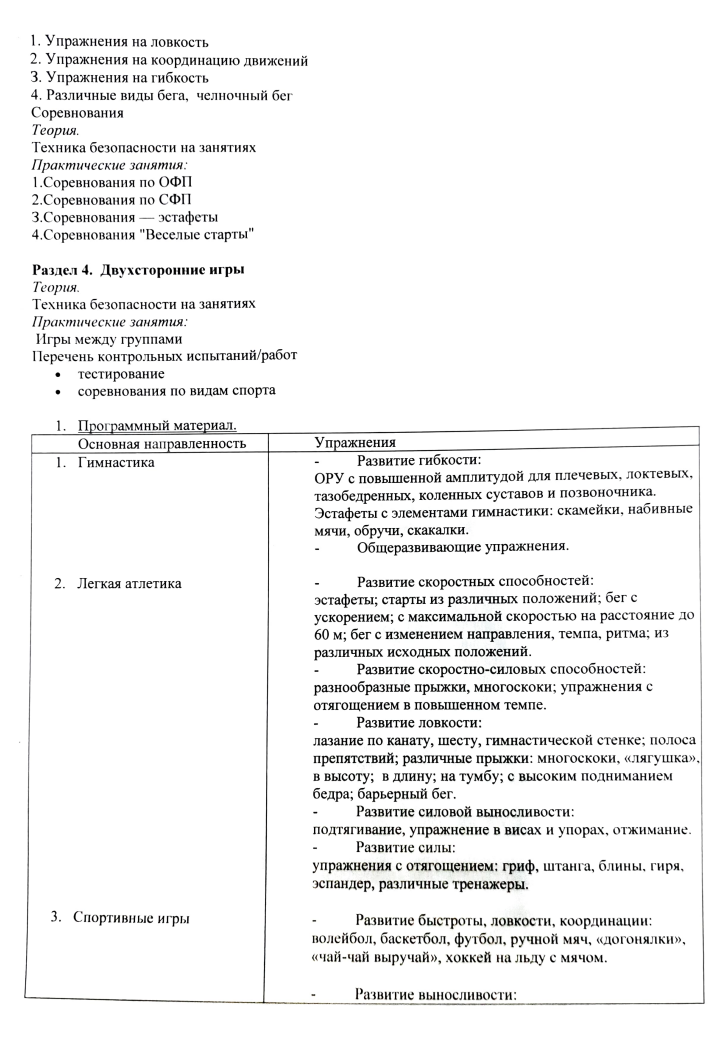 1. Упражнения на ловкость
2. Упражнения на координацию движений
3. Упражнения на гибкость
4. Различные виды бега, челночный бег
Соревнования
Теория.
Техника безопасности на занятиях
Практические занятия:
1.Соревнования по ОФП
2.Соревнования по СФП
3.Соревнования — эстафеты
4.Соревнования "Веселые старты"
Раздел 4. Двухсторонние игры
Теория.
Техника безопасности на занятиях
Практические занятия:
Игры между группами
Перечень контрольных испытаний/работ
• тестирование
• соревнования по видам спорта
1. Программный материал.
Основная направленность Упражнения
1. Гимнастика - Развитие гибкости:
ОРУ с повышенной амплитудой для плечевых, локтевых,
тазобедренных, коленных суставов и позвоночника.
Эстафеты с элементами гимнастики: скамейки, набивные
мячи, обручи, скакалки.
- Общеразвивающие упражнения.
2. Легкая атлетика - Развитие скоростных способностей:
эстафеты; старты из различных положений; бег с
ускорением; с максимальной скоростью на расстояние до
60 м; бег с изменением направления, темпа, ритма; из
различных исходных положений.
- Развитие скоростно-силовых способностей:
разнообразные прыжки, многоскоки; упражнения с
отягощением в повышенном темпе.
- Развитие ловкости:
лазание по канату, шесту, гимнастической стенке; полоса
препятствий; различные прыжки: многоскоки, «лягушка»,
в высоту; в длину; на тумбу; с высоким подниманием
бедра; барьерный бег.
- Развитие силовой выносливости:
подтягивание, упражнение в висах и упорах, отжимание.
- Развитие силы:
упражнения с отягощением: гриф, штанга, блины, гиря,
эспандер, различные тренажеры.
3. Спортивные игры - Развитие быстроты, ловкости, координации:
волейбол, баскетбол, футбол, ручной мяч, «догонялки»,
«чай-чай выручай», хоккей на льду с мячом.
- Развитие выносливости: